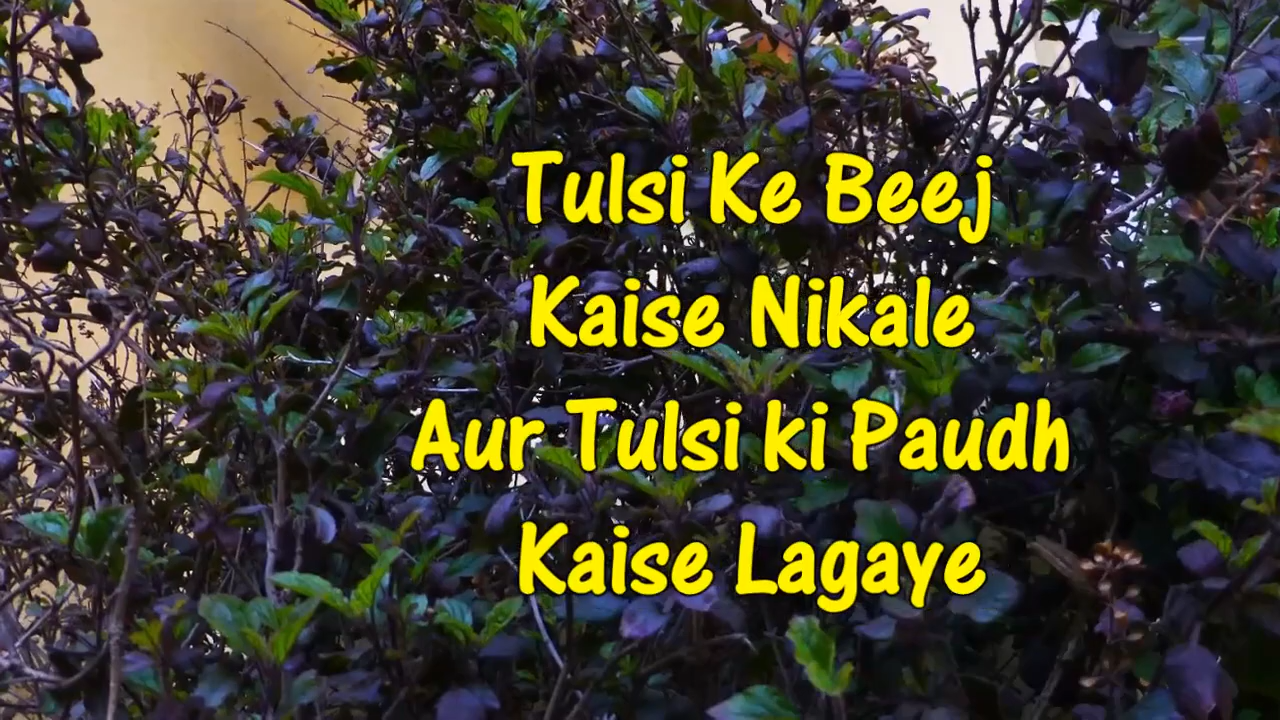 Tulsi Ke Beej
Kaise Nikale
Aur Tulsi ki Paudh
Kaise Lagaye